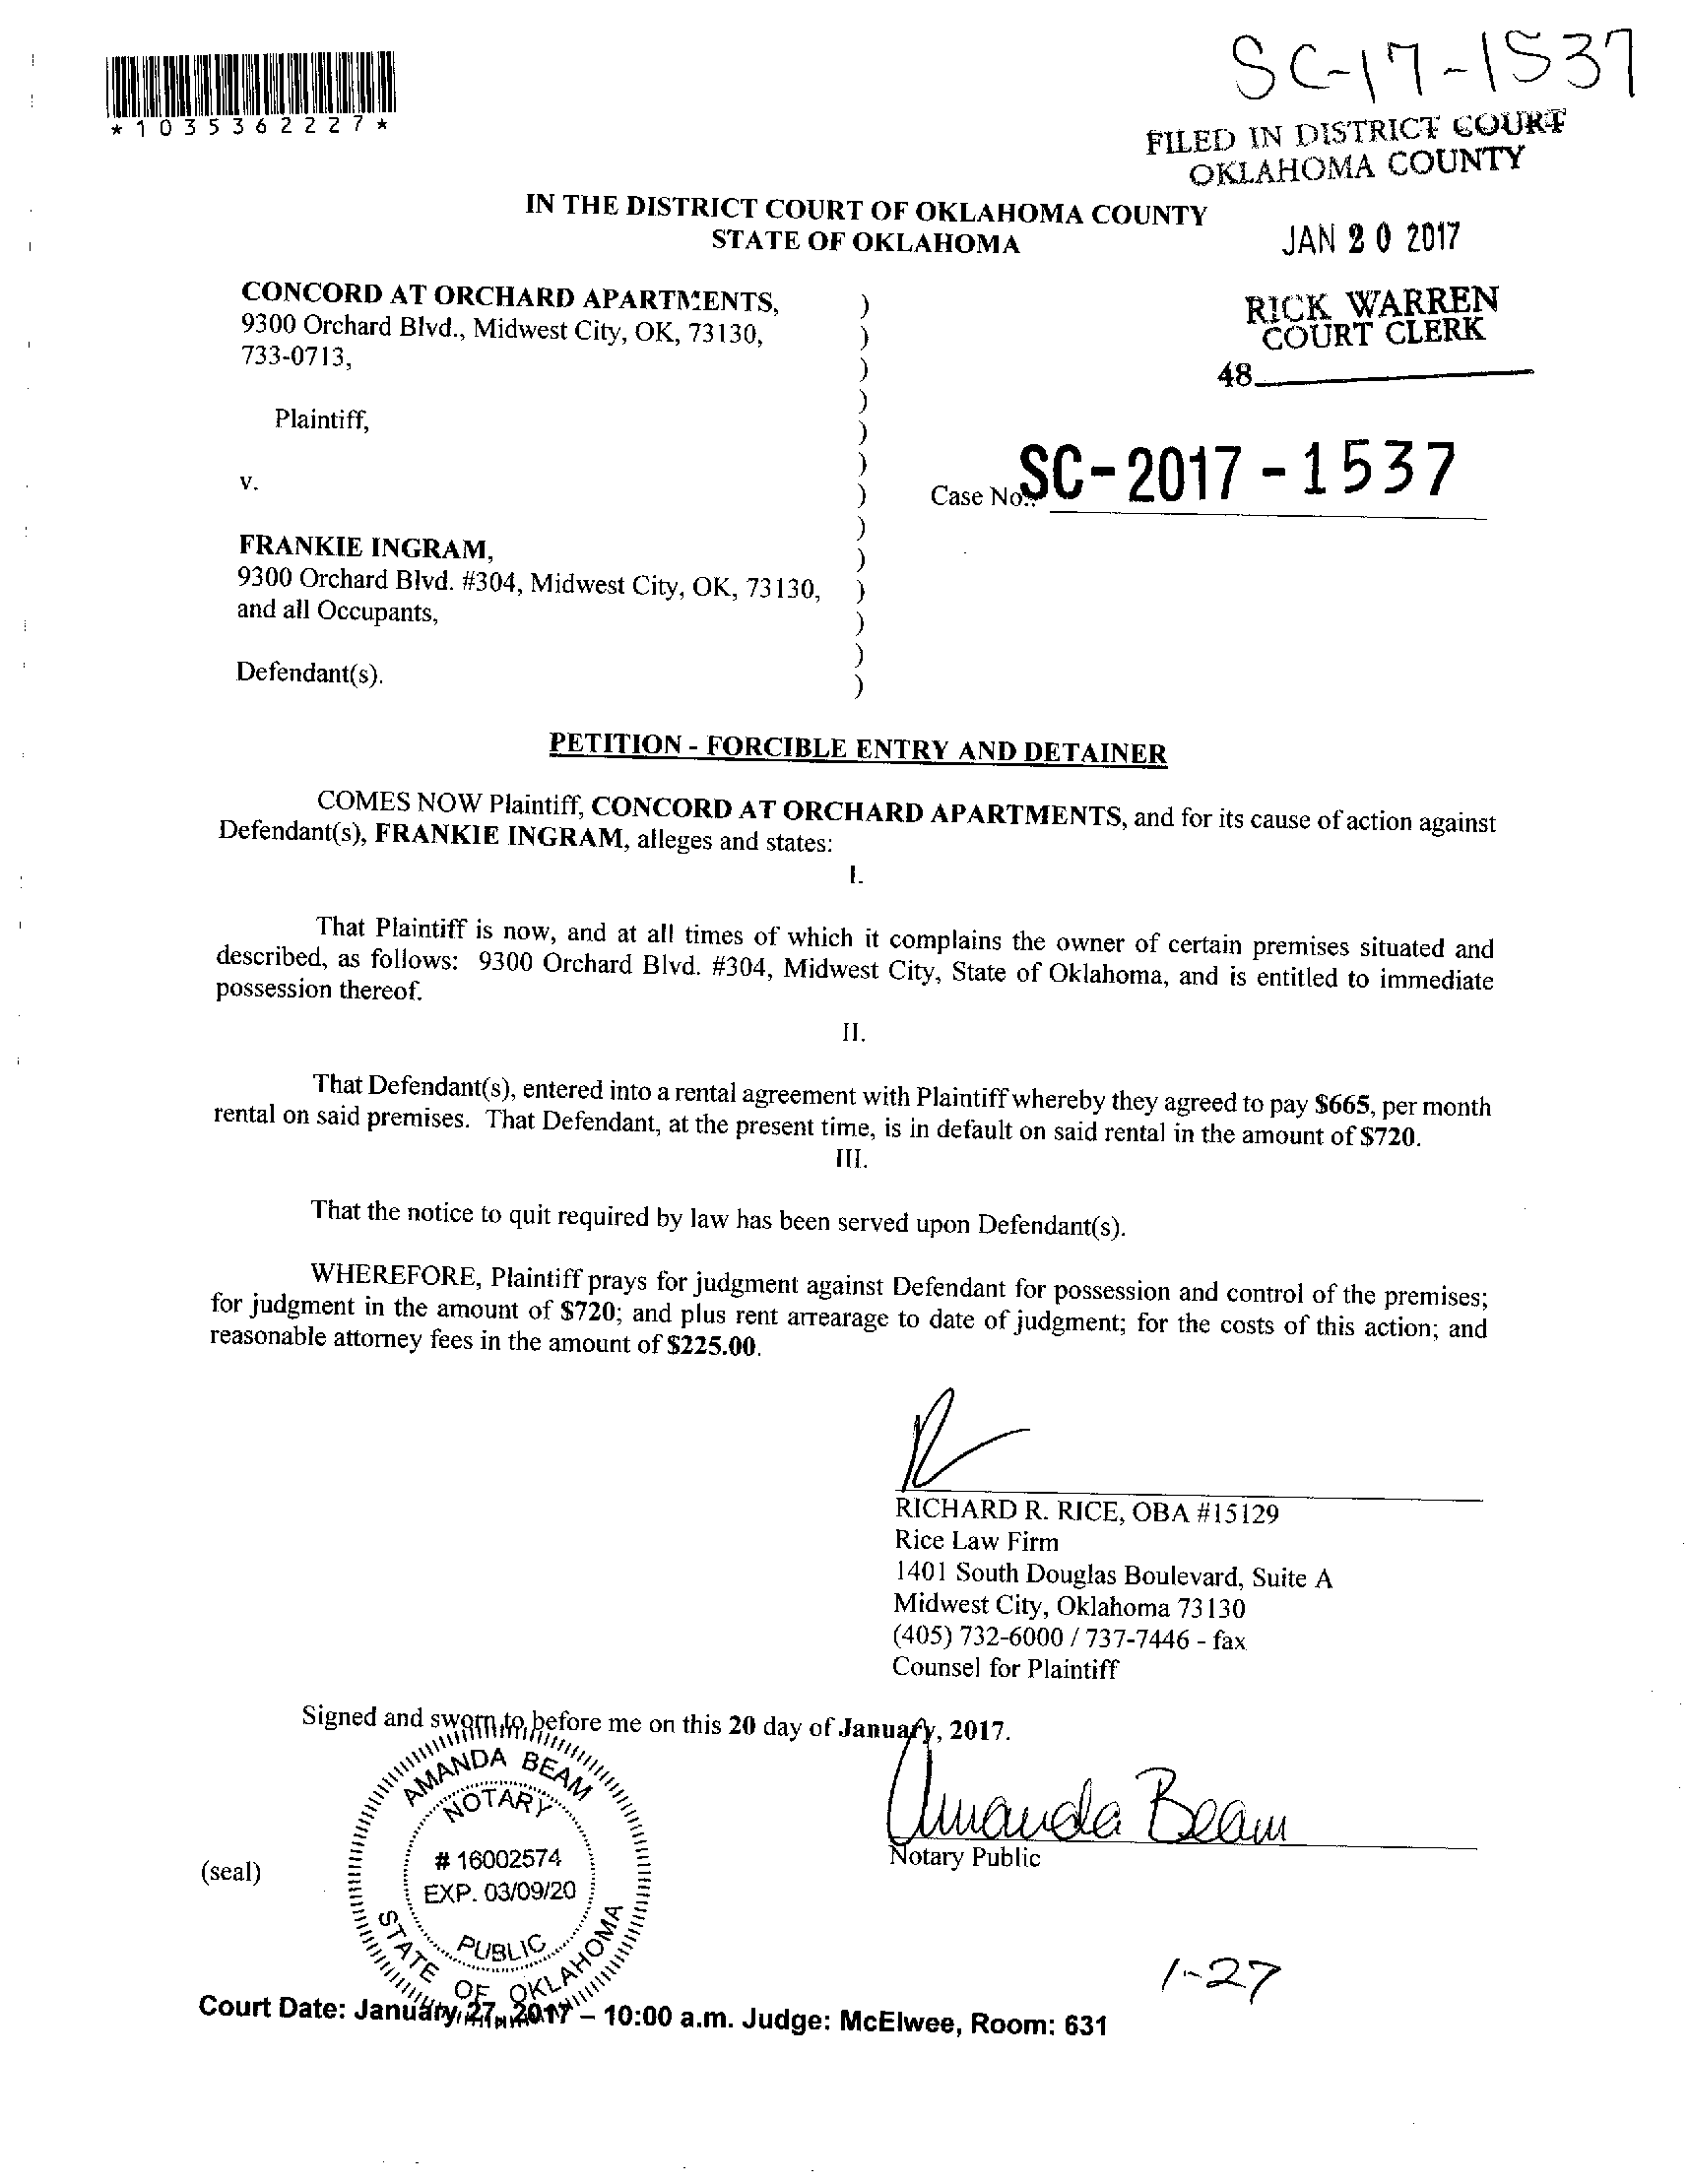 SC-17-1537
*1035362227*
FILED IN DISTRICT COURT
OKLAHOMA COUNTY
IN THE DISTRICT COURT OF OKLAHOMA COUNTY
STATE OF OKLAHOMA
JAN 20 2017
RICK WARREN
COURT CLERK
48
CONCORD AT ORCHARD APARTMENTS, )
9300 Orchard Blvd., Midwest City, OK, 73130, )
733-0713, )
)
Plaintiff, )
)
v. )
Case No.: SC-2017-1537
)
FRANKIE INGRAM, )
9300 Orchard Blvd. #304, Midwest City, OK, 73130, )
and all Occupants, )
)
Defendant(s). )
PETITION - FORCIBLE ENTRY AND DETAINER
COMES NOW Plaintiff, CONCORD AT ORCHARD APARTMENTS, and for its cause of action against
Defendant(s), FRANKIE INGRAM, alleges and states:
I.
That Plaintiff is now, and at all times of which it complains the owner of certain premises situated and
described, as follows: 9300 Orchard Blvd. #304, Midwest City, State of Oklahoma, and is entitled to immediate
possession thereof.
II.
That Defendant(s), entered into a rental agreement with Plaintiff whereby they agreed to pay $665, per month
rental on said premises. That Defendant, at the present time, is in default on said rental in the amount of $720.
III.
That the notice to quit required by law has been served upon Defendant(s).
WHEREFORE, Plaintiff prays for judgment against Defendant for possession and control of the premises;
for judgment in the amount of $720; and plus rent arrearage to date of judgment; for the costs of this action; and
reasonable attorney fees in the amount of $225.00.
RICHARD R. RICE, OBA #15129
Rice Law Firm
1401 South Douglas Boulevard, Suite A
Midwest City, Oklahoma 73130
(405) 732-6000 / 737-7446 - fax
Counsel for Plaintiff
Signed and sworn to before me on this 20 day of January, 2017.
Amanda Beam
Notary Public
(seal)
AMANDA BEAM
NOTARY
# 16002574
EXP. 03/09/20
PUBLIC
STATE OF OKLAHOMA
1-27
Court Date: January 27, 2017 – 10:00 a.m. Judge: McElwee, Room: 631